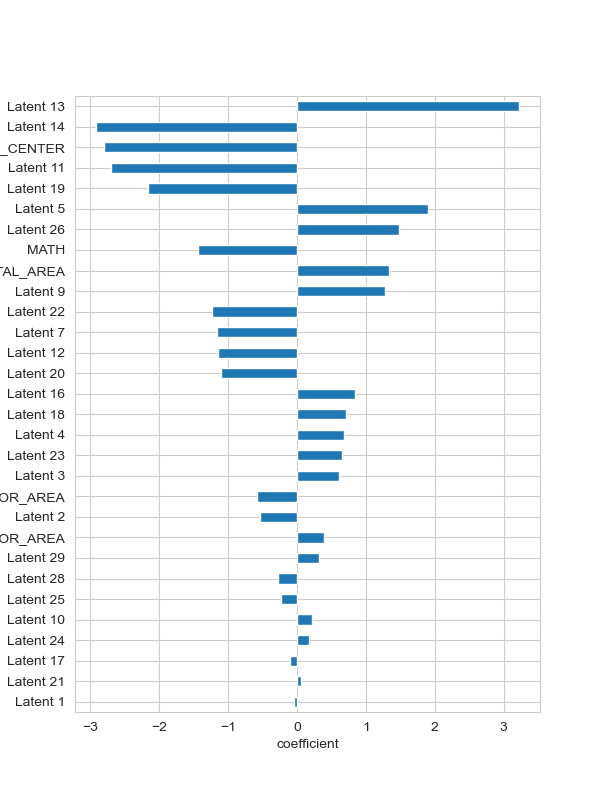 Latent 13
Latent 14
_CENTER
Latent 11
Latent 19
Latent 5
Latent 26
MATH
TAL_AREA
Latent 9
Latent 22
Latent 7
Latent 12
Latent 20
Latent 16
Latent 18
Latent 4
Latent 23
Latent 3
OR_AREA
Latent 2
OR_AREA
Latent 29
Latent 28
Latent 25
Latent 10
Latent 24
Latent 17
Latent 21
Latent 1
−3 −2 −1 0 1 2 3
coefficient